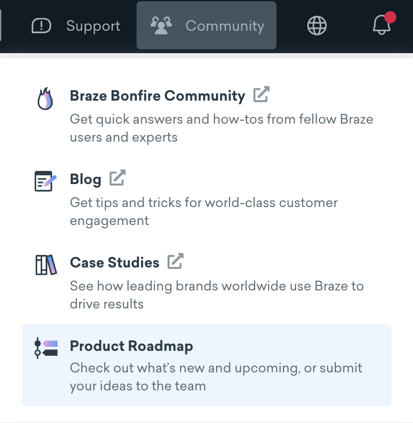 Support
Community
Braze Bonfire Community
Get quick answers and how-tos from fellow Braze
users and experts
Blog
Get tips and tricks for world-class customer
engagement
Case Studies
See how leading brands worldwide use Braze to
drive results
Product Roadmap
Check out what's new and upcoming, or submit
your ideas to the team